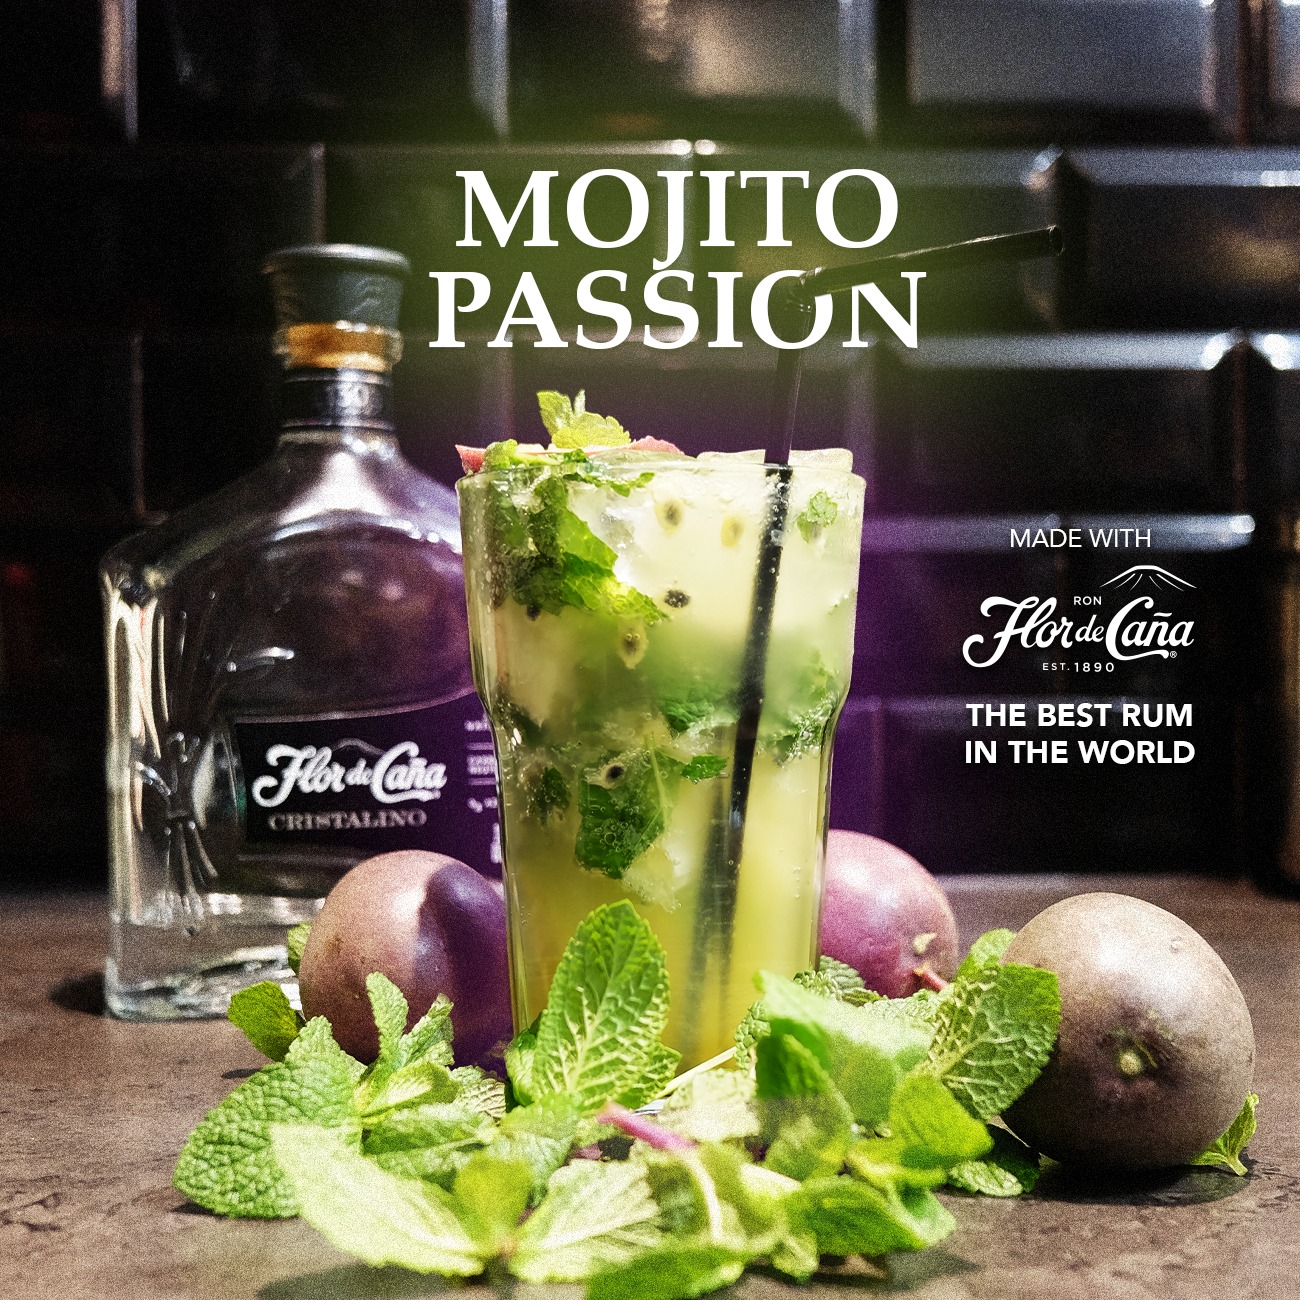 MOJITO
PASSION
MADE WITH
RON
Flor de Caña®
EST. 1890
THE BEST RUM
IN THE WORLD
Flor de Caña
CRISTALINO